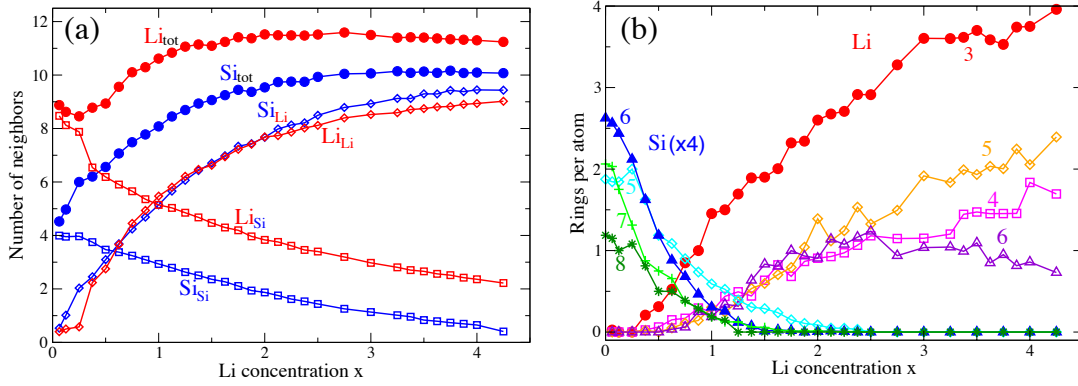 (a)
Li_tot
Si_tot
Si_Li
Li_Li
Li_Si
Si_Si
Number of neighbors
12
10
8
6
4
2
0
0
1
2
3
4
Li concentration x
(b)
Li
3
6
Si(x4)
5
7
8
5
4
6
Rings per atom
4
3
2
1
0
0
1
2
3
4
Li concentration x